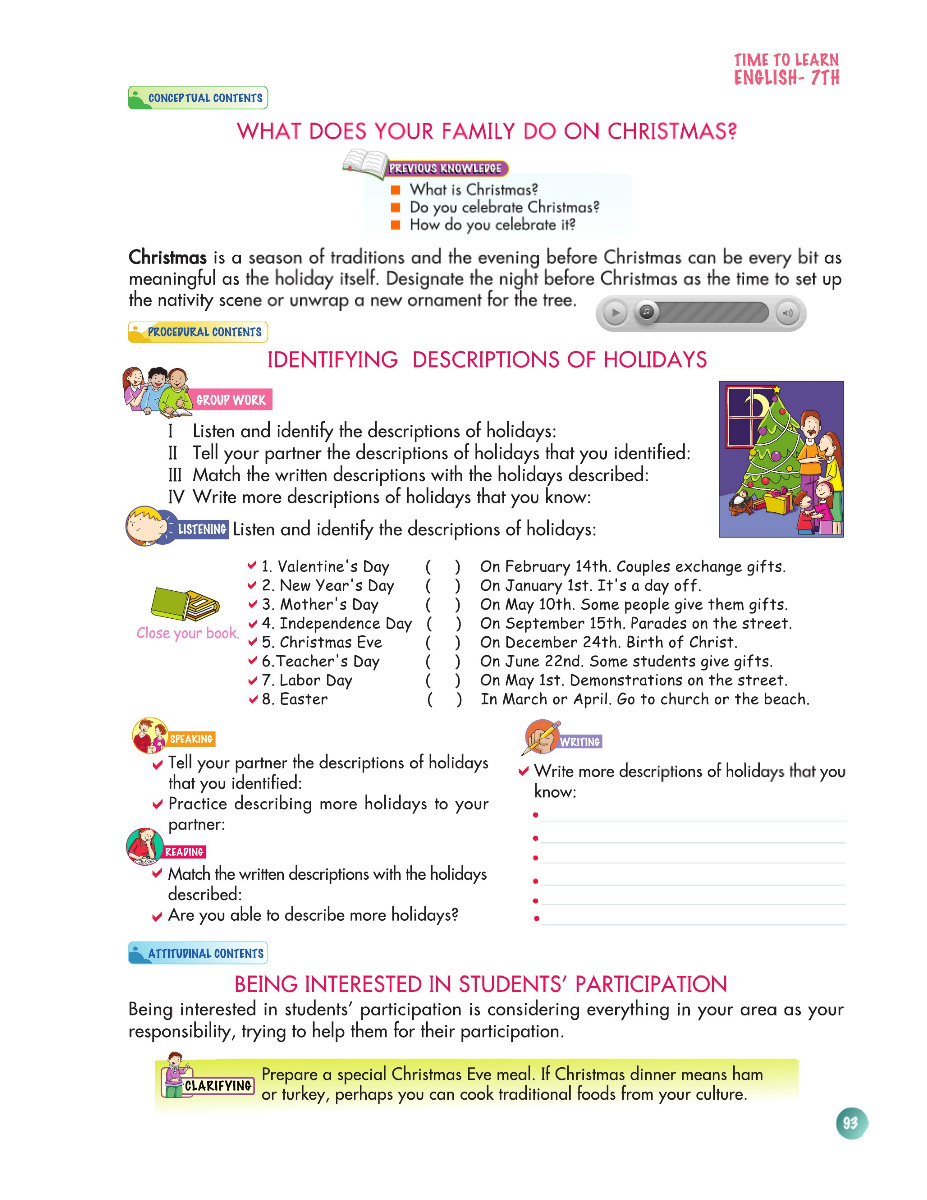 TIME TO LEARN
ENGLISH- 7TH
CONCEPTUAL CONTENTS
WHAT DOES YOUR FAMILY DO ON CHRISTMAS?
PREVIOUS KNOWLEDGE
What is Christmas?
Do you celebrate Christmas?
How do you celebrate it?
Christmas is a season of traditions and the evening before Christmas can be every bit as
meaningful as the holiday itself. Designate the night before Christmas as the time to set up
the nativity scene or unwrap a new ornament for the tree.
PROCEDURAL CONTENTS
IDENTIFYING DESCRIPTIONS OF HOLIDAYS
GROUP WORK
I Listen and identify the descriptions of holidays:
II Tell your partner the descriptions of holidays that you identified:
III Match the written descriptions with the holidays described:
IV Write more descriptions of holidays that you know:
LISTENING Listen and identify the descriptions of holidays:
Close your book.
1. Valentine's Day ( ) On February 14th. Couples exchange gifts.
2. New Year's Day ( ) On January 1st. It's a day off.
3. Mother's Day ( ) On May 10th. Some people give them gifts.
4. Independence Day ( ) On September 15th. Parades on the street.
5. Christmas Eve ( ) On December 24th. Birth of Christ.
6.Teacher's Day ( ) On June 22nd. Some students give gifts.
7. Labor Day ( ) On May 1st. Demonstrations on the street.
8. Easter ( ) In March or April. Go to church or the beach.
SPEAKING
Tell your partner the descriptions of holidays
that you identified:
Practice describing more holidays to your
partner:
READING
Match the written descriptions with the holidays
described:
Are you able to describe more holidays?
WRITING
Write more descriptions of holidays that you
know:
ATTITUDINAL CONTENTS
BEING INTERESTED IN STUDENTS' PARTICIPATION
Being interested in students' participation is considering everything in your area as your
responsibility, trying to help them for their participation.
CLARIFYING
Prepare a special Christmas Eve meal. If Christmas dinner means ham
or turkey, perhaps you can cook traditional foods from your culture.
93